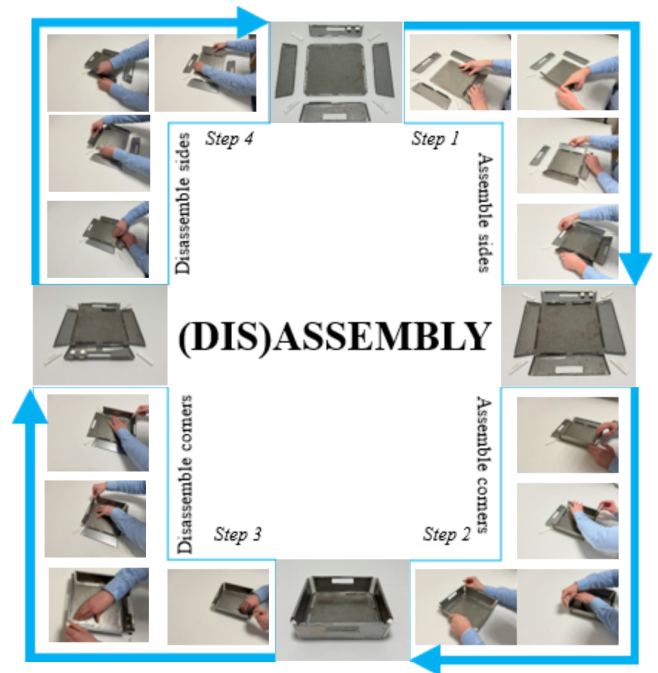 Step 4
Step 1
Disassemble sides
Assemble sides
(DIS)ASSEMBLY
Disassemble corners
Assemble corners
Step 3
Step 2